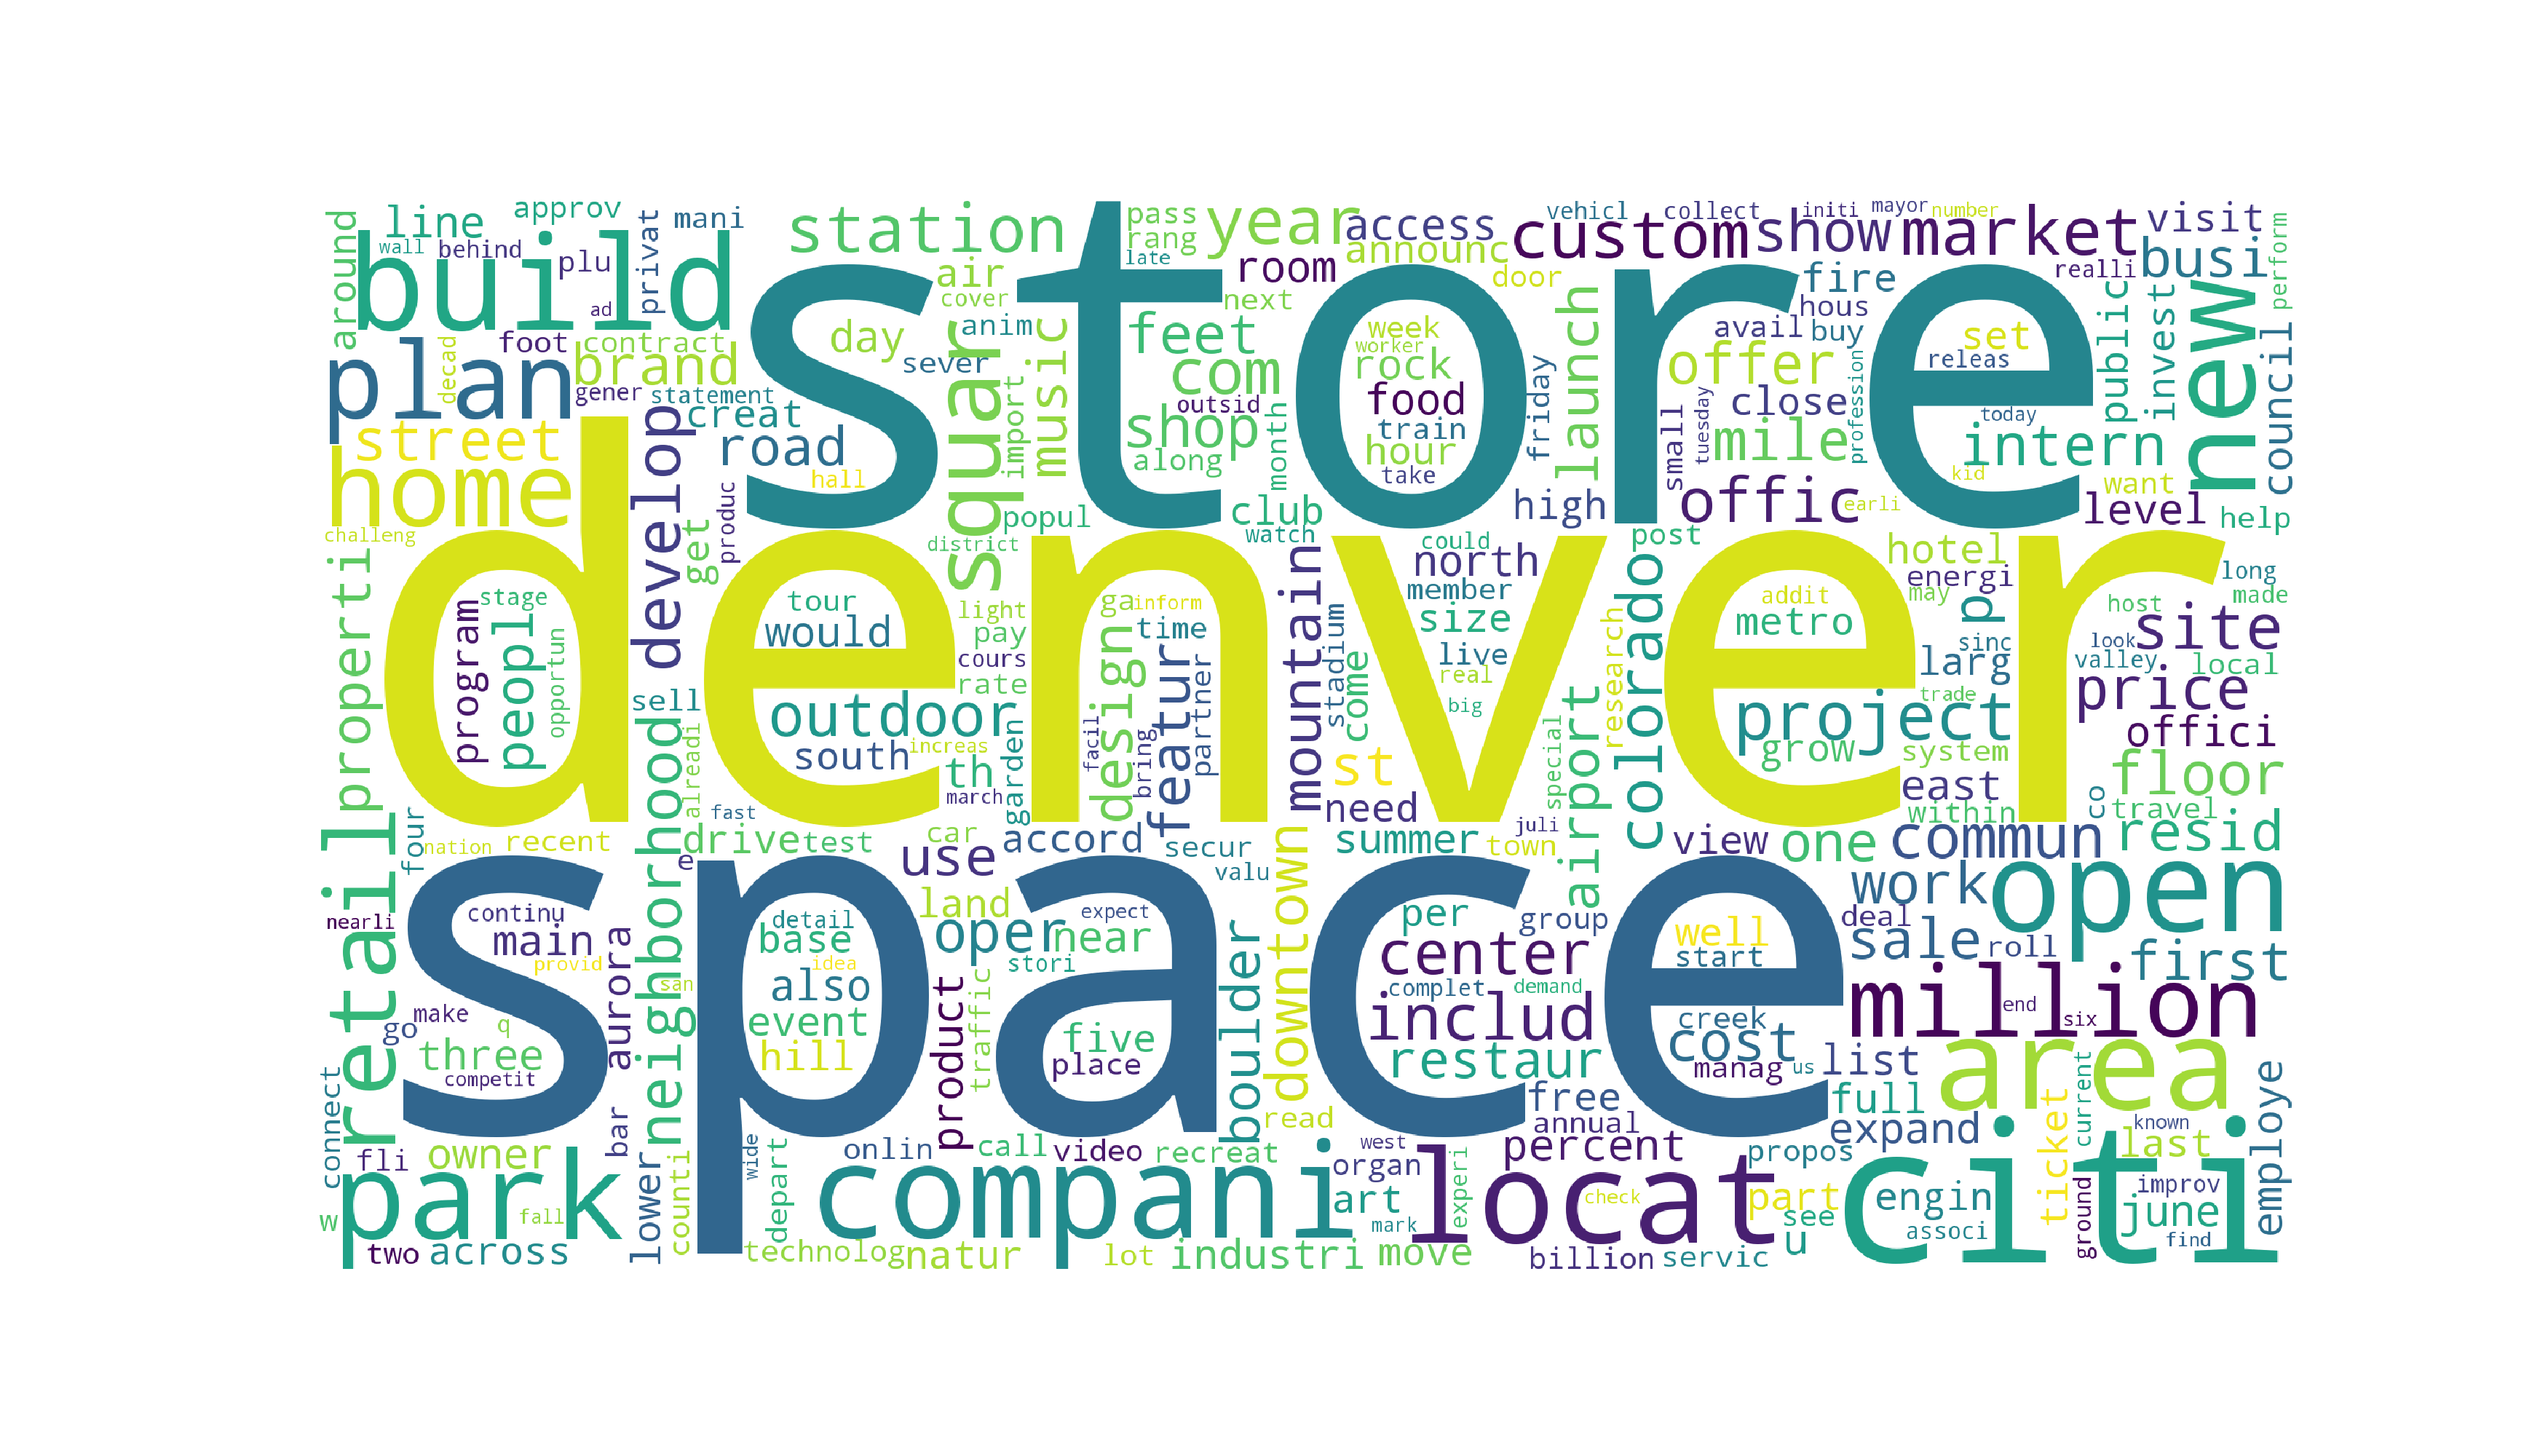 store
denver
space
build
plan
home
street
line
approv
mani
privat
behind
wall
plu
ad
around
foot
contract
brand
decad
gener
statement
creat
road
develop
station
air
cover
day
anim
sever
squar
import
music
hall
popul
pass
rang
late
year
room
next
feet
com
shop
outsid
along
month
club
watch
access
announc
week
worker
rock
food
train
hour
take
door
friday
launch
high
custom
show
market
vehicl
collect
initi
mayor
number
fire
hous
avail
buy
offer
close
mile
small
tuesday
profession
offic
earli
set
releas
today
intern
kid
realli
busi
visit
perform
public
invest
new
council
want
level
help
challeng
properti
get
produc
district
program
peopl
stage
opportun
tour
would
outdoor
south
increas
light
pay
cours
rate
garden
march
th
ga
inform
design
facil
bring
time
featur
partner
mountain
stadium
come
st
need
could
north
member
size
live
real
big
post
colorado
research
special
airport
addit
metro
project
grow
system
trade
hotel
energi
may
p
sinc
larg
long
made
host
site
look
valley
local
price
offici
floor
east
within
co
travel
sell
neighborhood
alreadi
fast
drive
test
e
car
use
accord
secur
valu
summer
juli
town
view
one
commun
resid
retail
four
nation
recent
nearli
continu
main
provid
go
make
q
three
competit
aurora
bar
san
detail
base
also
idea
event
hill
land
oper
near
expect
stori
product
traffic
five
place
boulder
downtown
read
per
group
center
complet
demand
includ
restaur
free
annual
well
start
creek
cost
manag
us
list
full
expand
work
deal
sale
roll
open
first
million
end
six
area
current
ticket
known
last
employe
connect
fli
owner
park
w
fall
two
across
lower
counti
wide
depart
technolog
onlin
call
video
recreat
compani
natur
lot
industri
move
west
organ
art
mark
experi
percent
locat
check
billion
servic
propos
part
see
u
engin
associ
citi
ground
improv
june
find